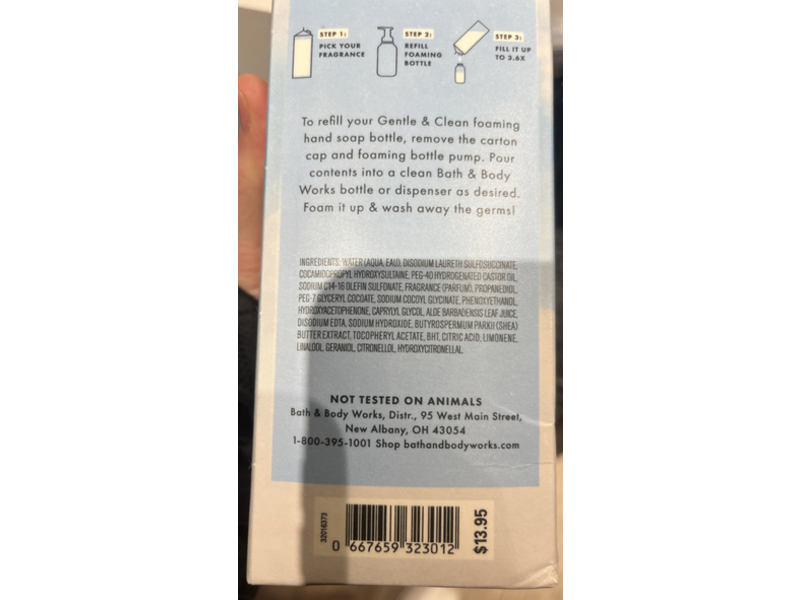 STEP 1:
PICK YOUR
FRAGRANCE
STEP 2:
REFILL
FOAMING
BOTTLE
STEP 3:
FILL IT UP
TO 3.6X
To refill your Gentle & Clean foaming
hand soap bottle, remove the carton
cap and foaming bottle pump. Pour
contents into a clean Bath & Body
Works bottle or dispenser as desired.
Foam it up & wash away the germs!
INGREDIENTS: WATER (AQUA, EAU), DISODIUM LAURETH SULFOSUCCINATE,
COCAMIDOPROPYL HYDROXYSULTAINE, PEG-40 HYDROGENATED CASTOR OIL,
SODIUM C14-16 OLEFIN SULFONATE, FRAGRANCE (PARFUM), PROPANEDIOL,
PEG-7 GLYCERYL COCOATE, SODIUM COCOYL GLYCINATE, PHENOXYETHANOL,
HYDROXYACETOPHENONE, CAPRYLYL GLYCOL, ALOE BARBADENSIS LEAF JUICE,
DISODIUM EDTA, SODIUM HYDROXIDE, BUTYROSPERMUM PARKII (SHEA)
BUTTER EXTRACT, TOCOPHERYL ACETATE, BHT, CITRIC ACID, LIMONENE,
LINALOOL, GERANIOL, CITRONELLOL, HYDROXYCITRONELLAL.
NOT TESTED ON ANIMALS
Bath & Body Works, Distr., 95 West Main Street,
New Albany, OH 43054
1-800-395-1001 Shop bathandbodyworks.com
32016373
0 667659 323012
$13.95